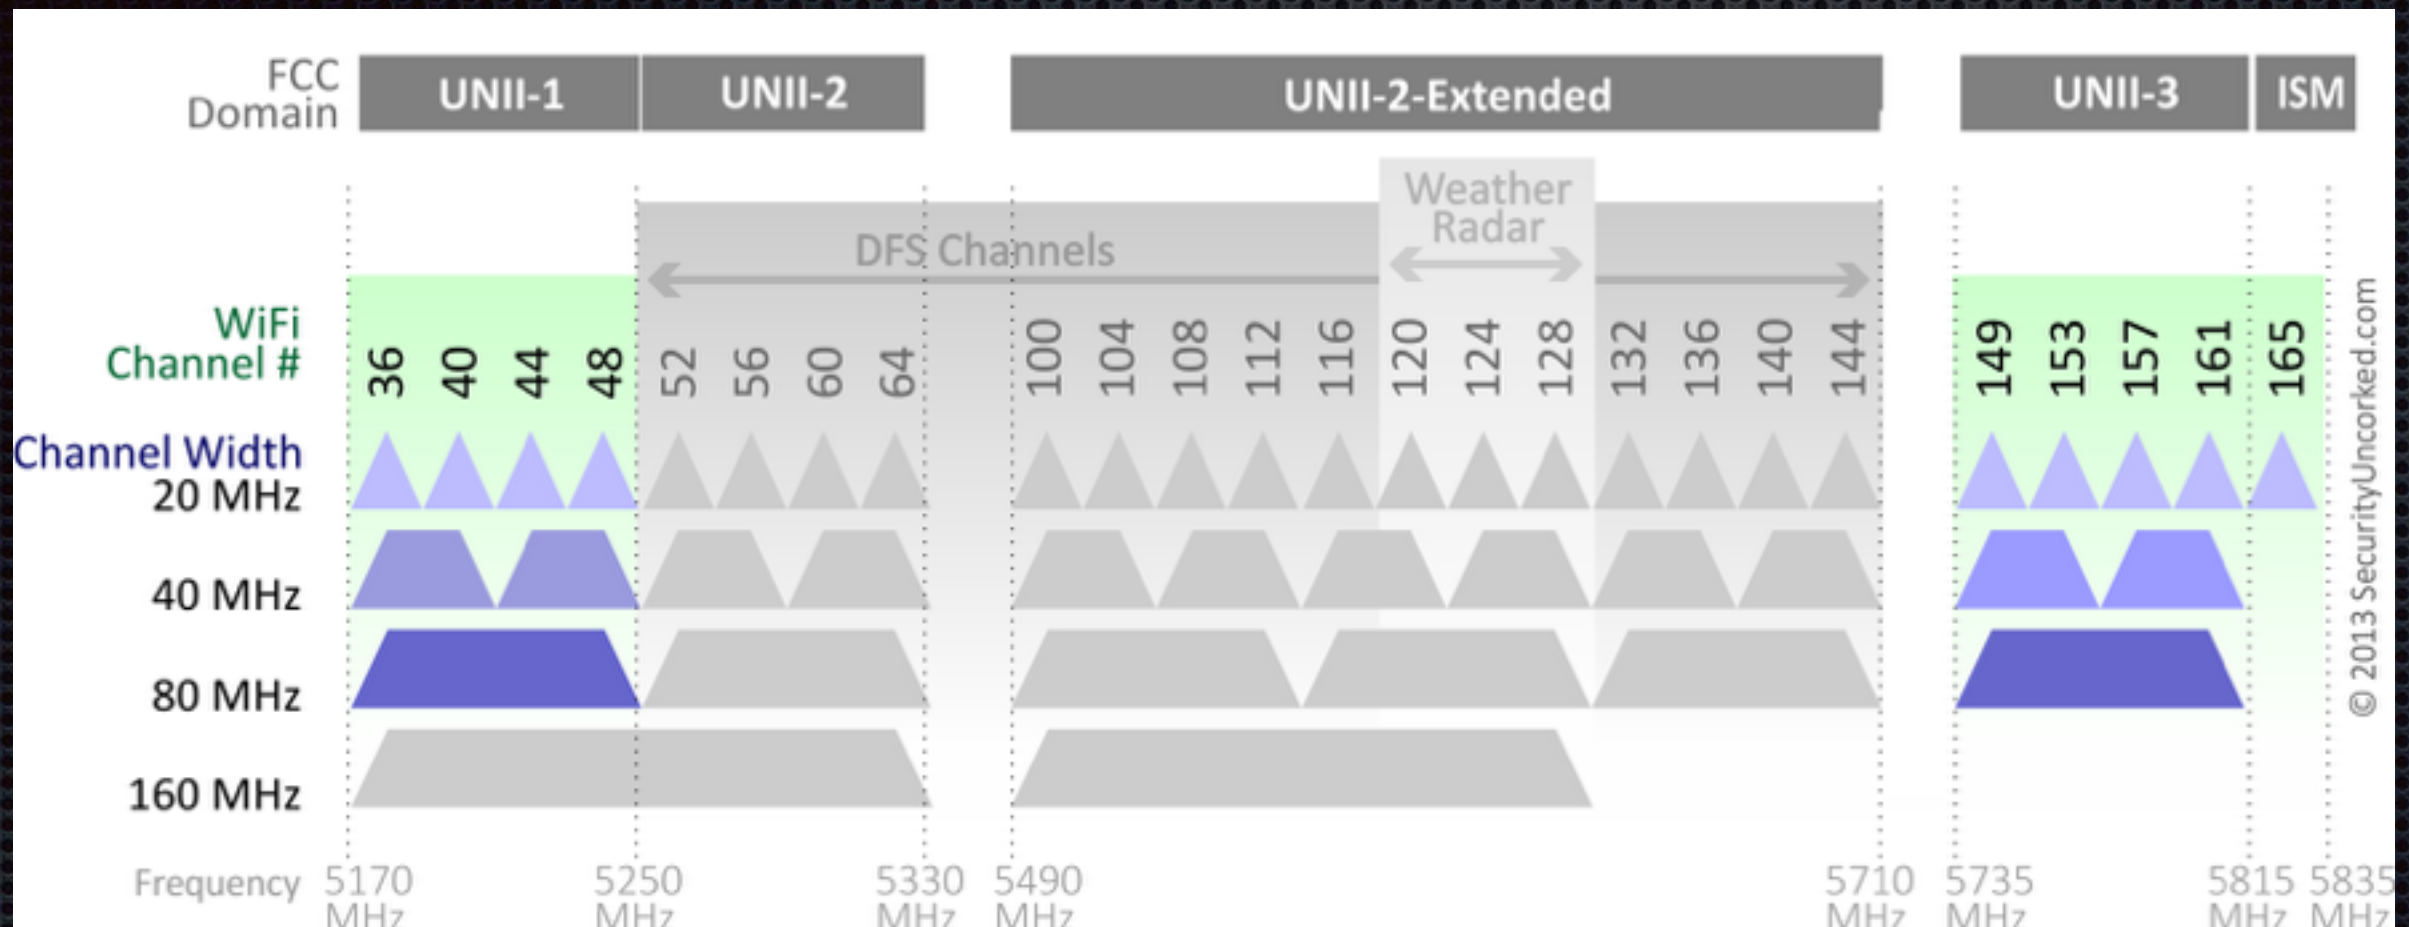 FCC
Domain
UNII-1
UNII-2
UNII-2-Extended
UNII-3
ISM
Weather
Radar
DFS Channels
WiFi
Channel #
36 40 44 48 52 56 60 64 100 104 108 112 116 120 124 128 132 136 140 144 149 153 157 161 165
Channel Width
20 MHz
40 MHz
80 MHz
160 MHz
Frequency
5170 MHz
5250 MHz
5330 MHz
5490 MHz
5710 MHz
5735 MHz
5815 MHz
5835 MHz
© 2013 SecurityUncorked.com